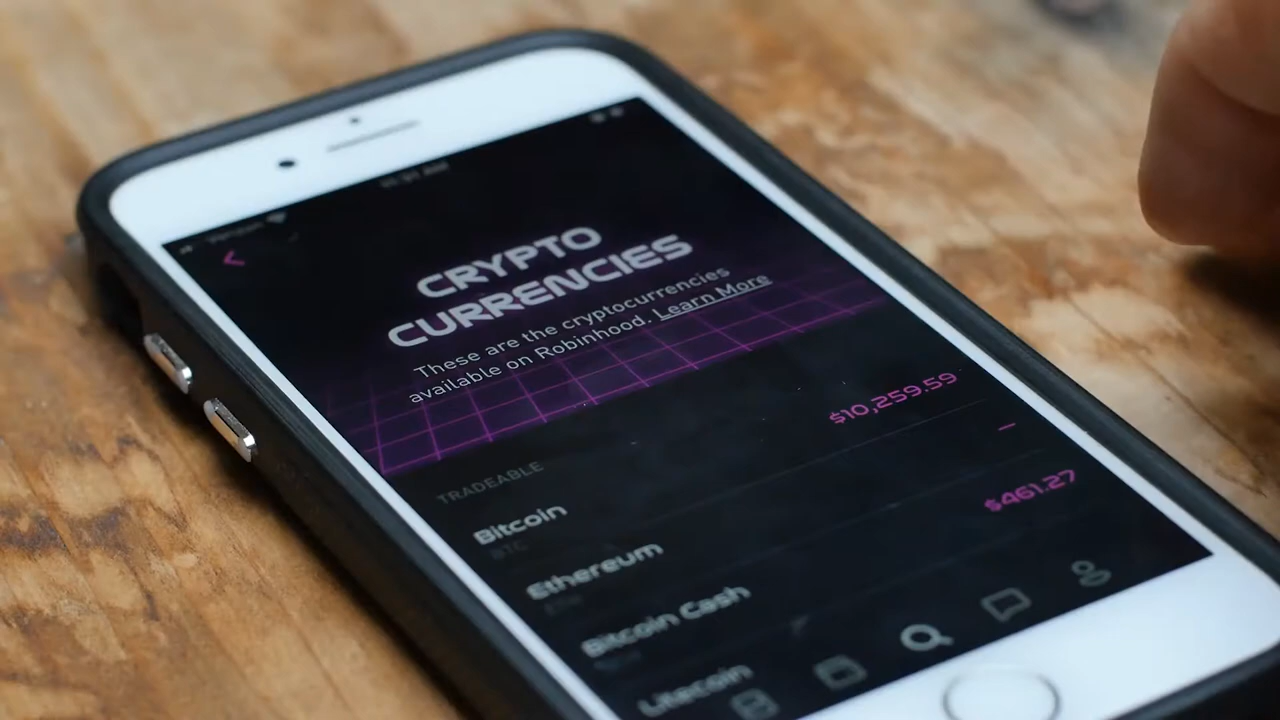 CRYPTO
CURRENCIES
These are the cryptocurrencies
available on Robinhood. Learn More
TRADEABLE
Bitcoin $10,259.59
BTC
Ethereum —
Bitcoin Cash $461.27
Litecoin